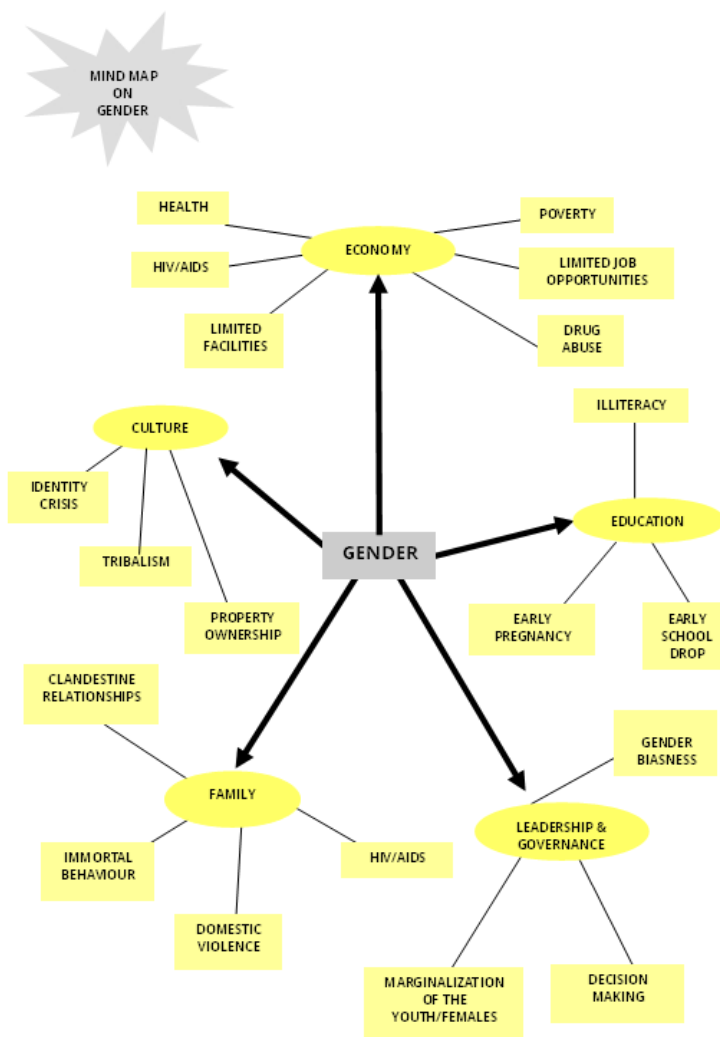 MIND MAP
ON
GENDER
HEALTH
POVERTY
ECONOMY
HIV/AIDS
LIMITED JOB
OPPORTUNITIES
LIMITED
FACILITIES
DRUG
ABUSE
ILLITERACY
CULTURE
IDENTITY
CRISIS
EDUCATION
TRIBALISM
GENDER
PROPERTY
OWNERSHIP
EARLY
PREGNANCY
EARLY
SCHOOL
DROP
CLANDESTINE
RELATIONSHIPS
GENDER
BIASNESS
FAMILY
LEADERSHIP &
GOVERNANCE
IMMORTAL
BEHAVIOUR
HIV/AIDS
DOMESTIC
VIOLENCE
MARGINALIZATION
OF THE
YOUTH/FEMALES
DECISION
MAKING